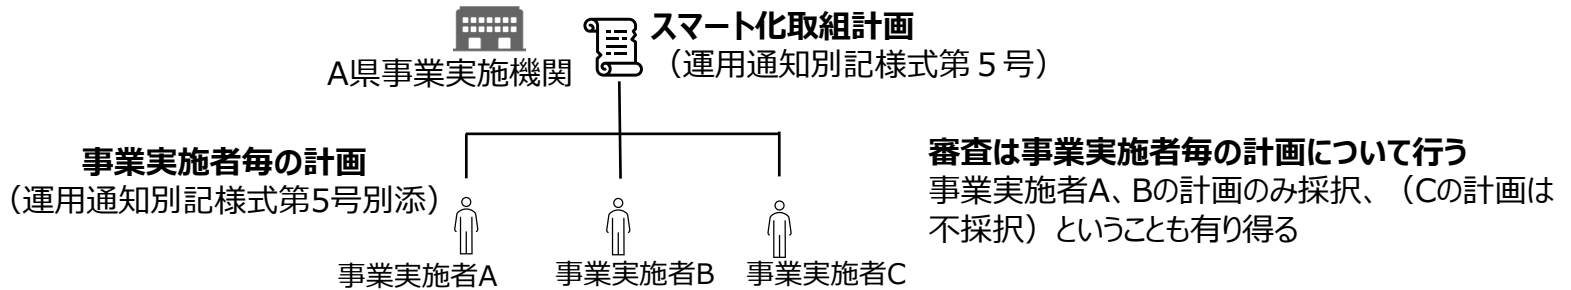 スマート化取組計画
A県事業実施機関
（運用通知別記様式第５号）
事業実施者毎の計画
（運用通知別記様式第5号別添）
審査は事業実施者毎の計画について行う
事業実施者A、Bの計画のみ採択、（Cの計画は
不採択）ということも有り得る
事業実施者A
事業実施者B
事業実施者C